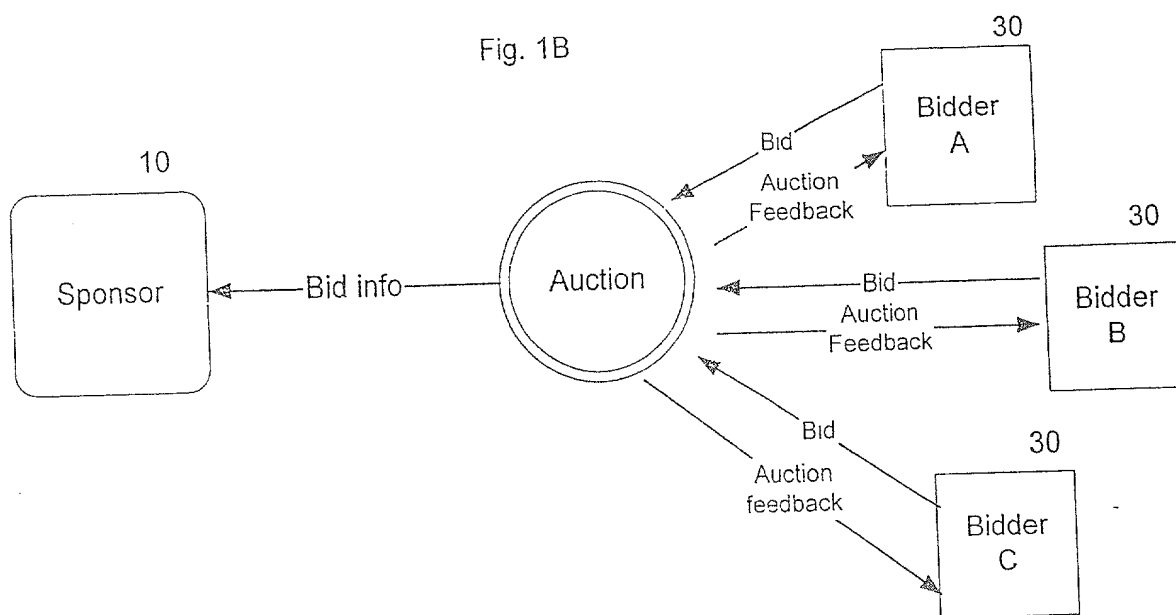 Fig. 1B
30
Bidder
A
Bid
Auction
Feedback
10
Sponsor
Bid info
Auction
30
Bidder
B
Bid
Auction
Feedback
30
Bidder
C
Bid
Auction
feedback